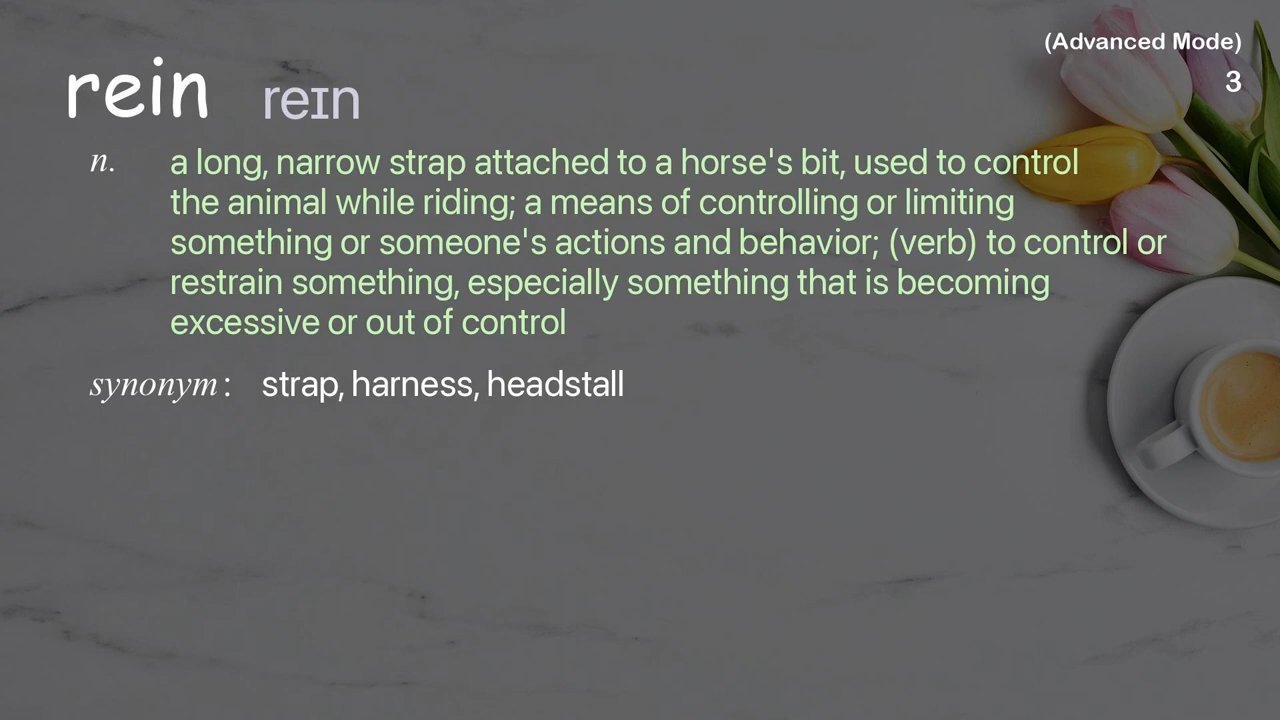 (Advanced Mode)
3
rein reɪn
n. a long, narrow strap attached to a horse's bit, used to control
the animal while riding; a means of controlling or limiting
something or someone's actions and behavior; (verb) to control or
restrain something, especially something that is becoming
excessive or out of control
synonym: strap, harness, headstall